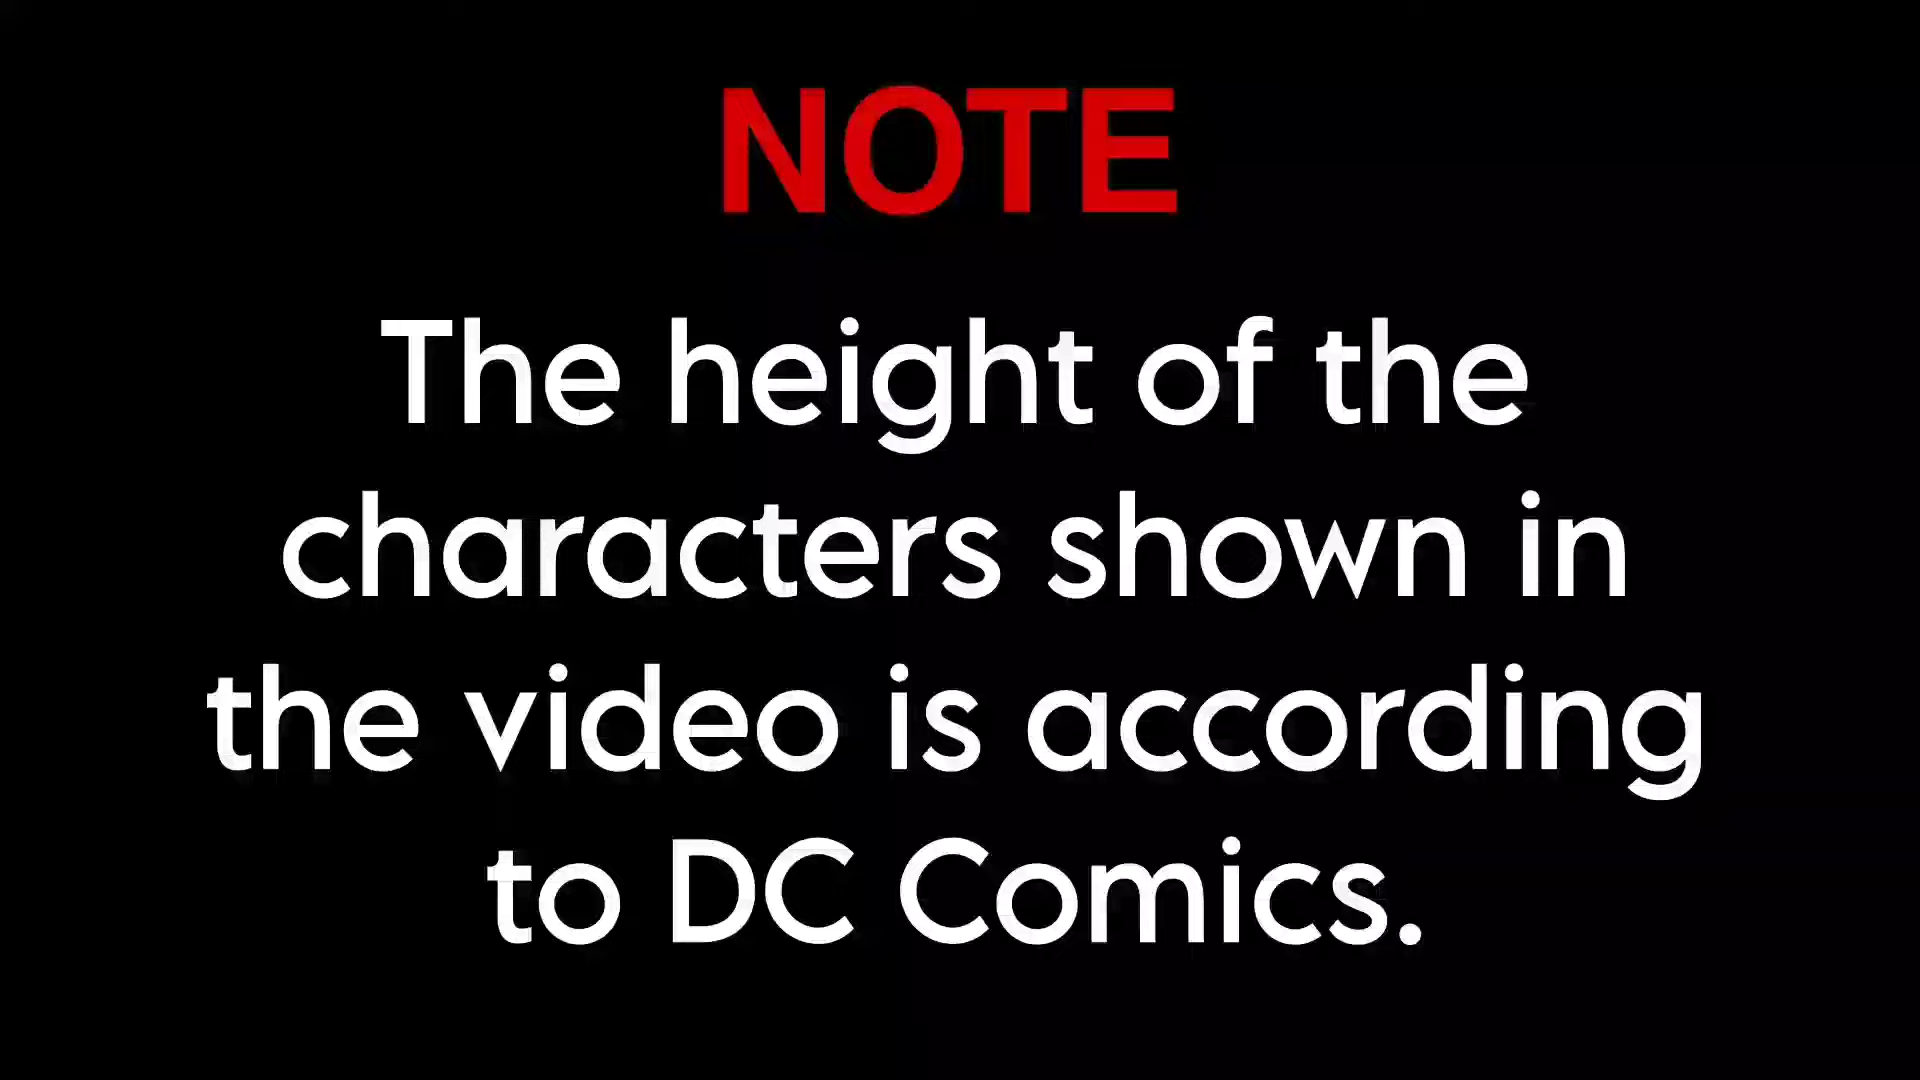 NOTE
The height of the
characters shown in
the video is according
to DC Comics.